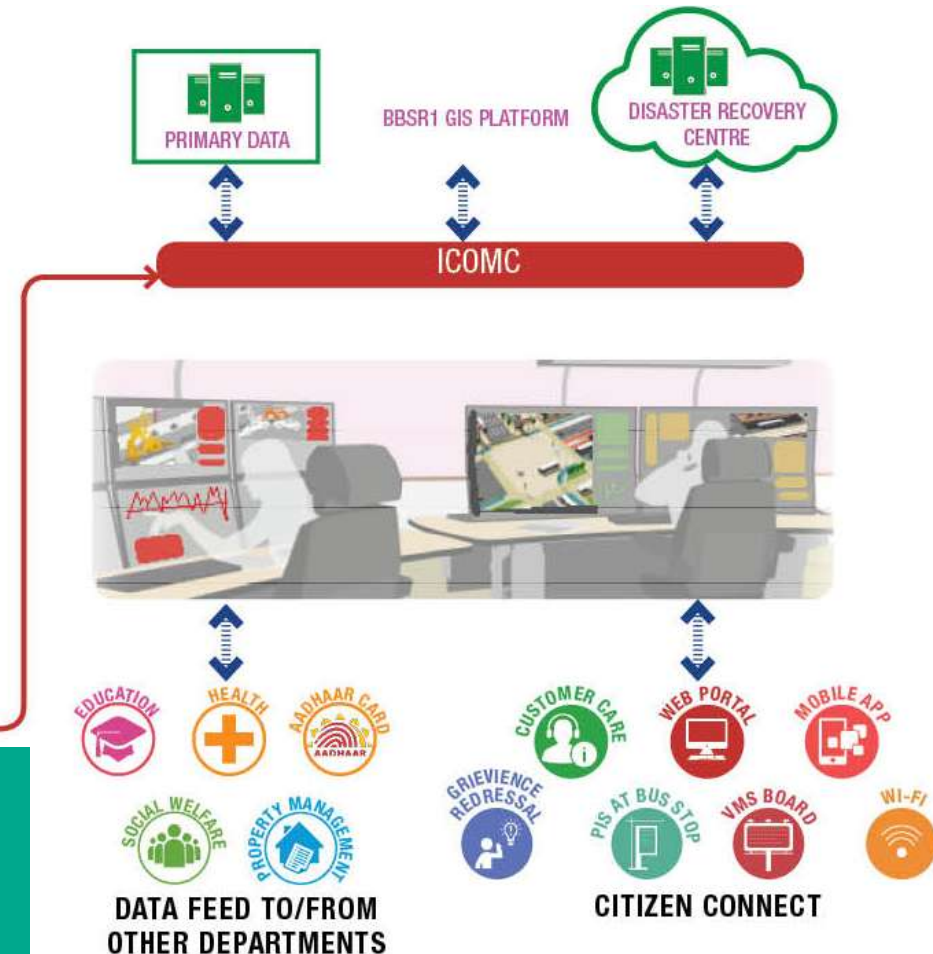 PRIMARY DATA
BBSR1 GIS PLATFORM
DISASTER RECOVERY
CENTRE
ICOMC
EDUCATION
HEALTH
AADHAAR CARD
AADHAAR
SOCIAL WELFARE
PROPERTY MANAGEMENT
DATA FEED TO/FROM
OTHER DEPARTMENTS
CUSTOMER CARE
WEB PORTAL
MOBILE APP
GRIEVIENCE
REDRESSAL
PIS AT BUS STOP
VMS BOARD
WI-FI
CITIZEN CONNECT